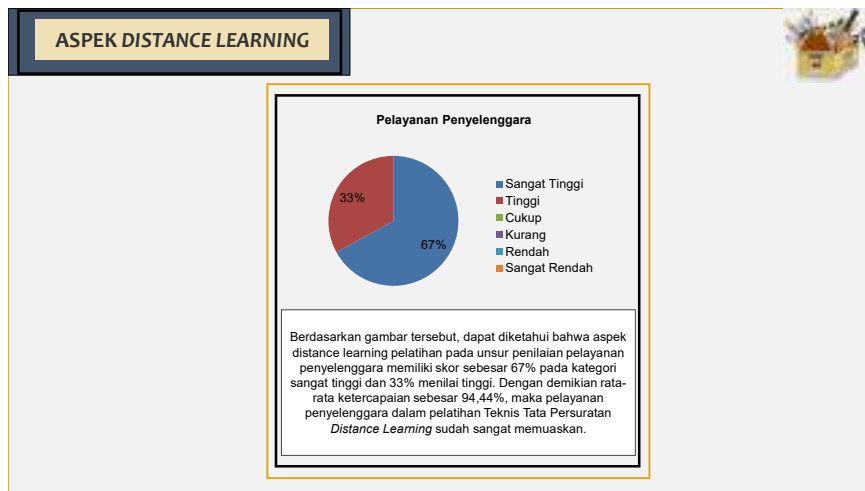 ASPEK DISTANCE LEARNING
Pelayanan Penyelenggara
33%
67%
Sangat Tinggi
Tinggi
Cukup
Kurang
Rendah
Sangat Rendah
Berdasarkan gambar tersebut, dapat diketahui bahwa aspek
distance learning pelatihan pada unsur penilaian pelayanan
penyelenggara memiliki skor sebesar 67% pada kategori
sangat tinggi dan 33% menilai tinggi. Dengan demikian rata-
rata ketercapaian sebesar 94,44%, maka pelayanan
penyelenggara dalam pelatihan Teknis Tata Persuratan
Distance Learning sudah sangat memuaskan.